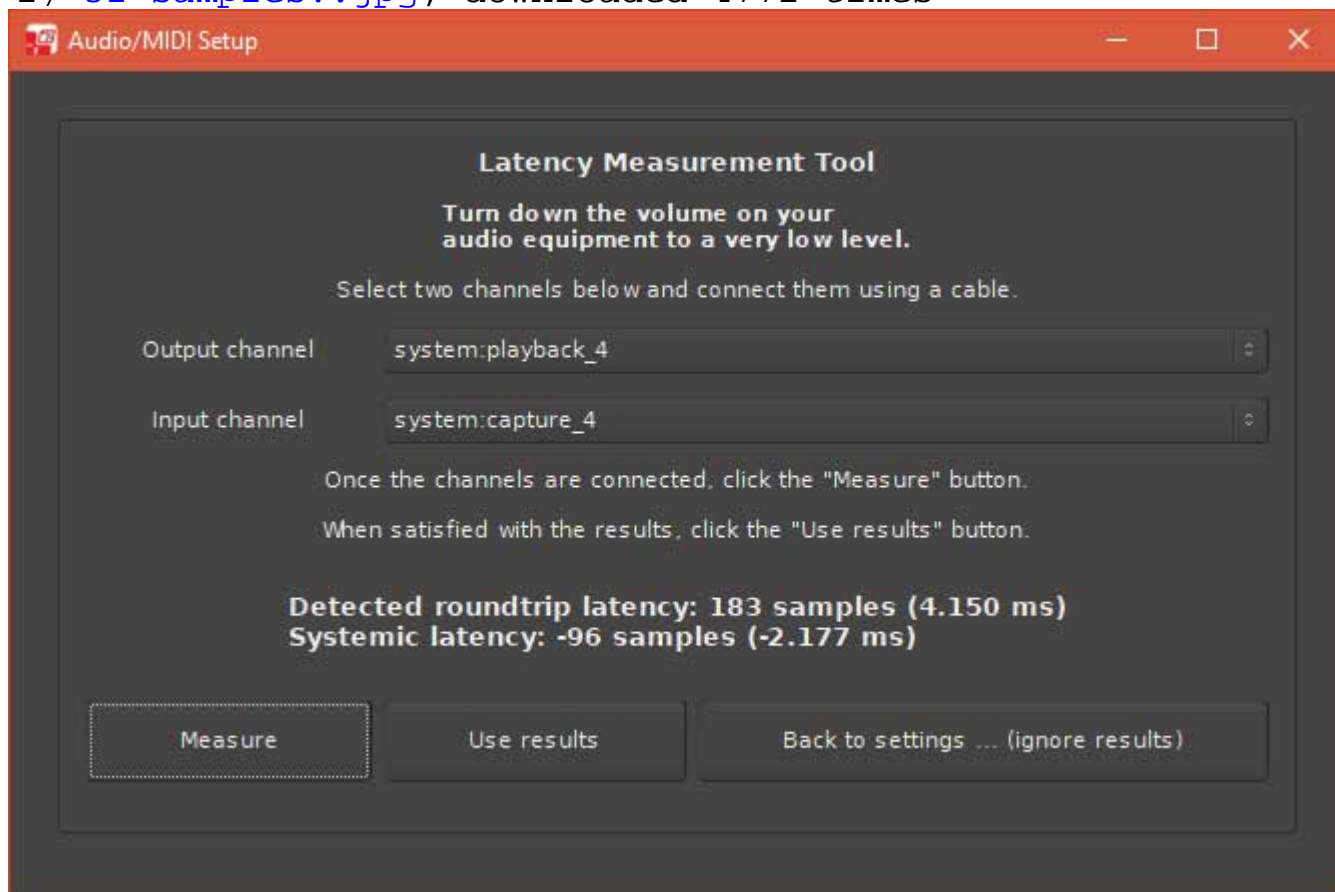 Audio/MIDI Setup
Latency Measurement Tool
Turn down the volume on your
audio equipment to a very low level.
Select two channels below and connect them using a cable.
Output channel system:playback_4
Input channel system:capture_4
Once the channels are connected, click the "Measure" button.
When satisfied with the results, click the "Use results" button.
Detected roundtrip latency: 183 samples (4.150 ms)
Systemic latency: -96 samples (-2.177 ms)
Measure Use results Back to settings ... (ignore results)